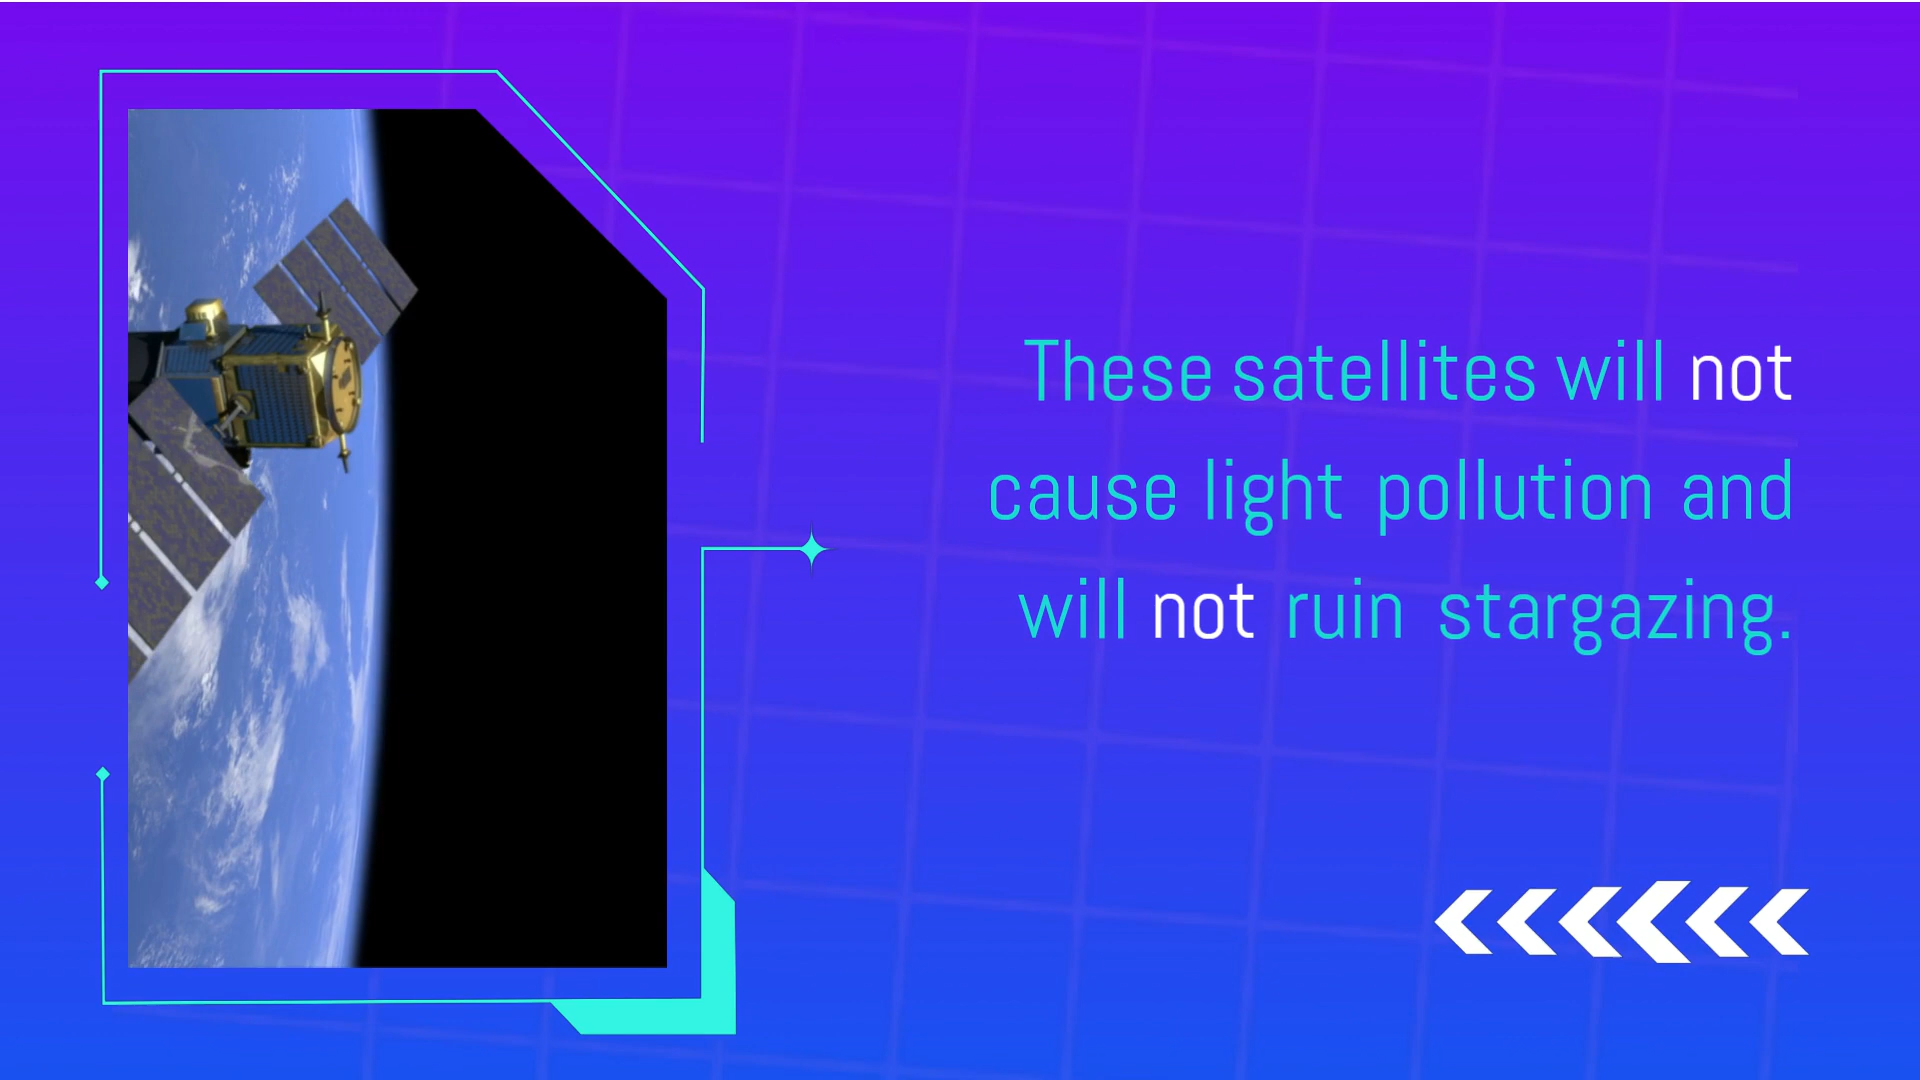 These satellites will not
cause light pollution and
will not ruin stargazing.